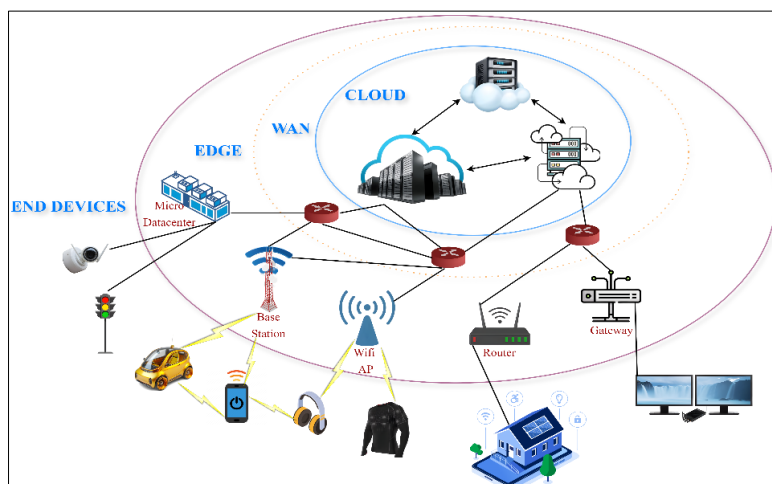 CLOUD
WAN
EDGE
END DEVICES
Micro
Datacenter
Base
Station
Wifi
AP
Router
Gateway